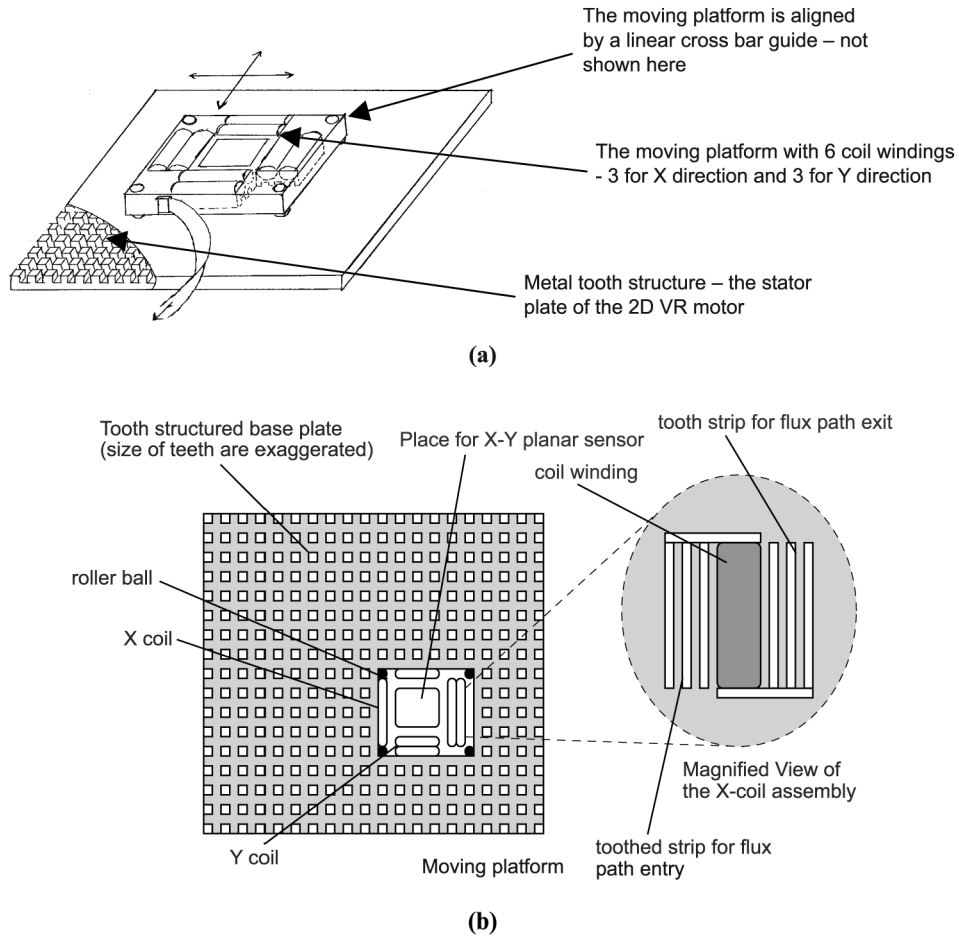 The moving platform is aligned
by a linear cross bar guide – not
shown here
The moving platform with 6 coil windings
- 3 for X direction and 3 for Y direction
Metal tooth structure – the stator
plate of the 2D VR motor
(a)
Tooth structured base plate
(size of teeth are exaggerated)
Place for X-Y planar sensor
tooth strip for flux path exit
coil winding
roller ball
X coil
Magnified View of
the X-coil assembly
Y coil
Moving platform
toothed strip for flux
path entry
(b)